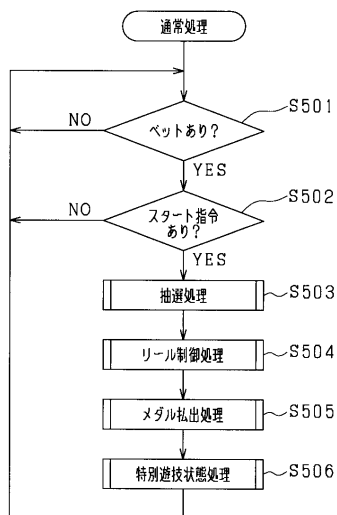 通常処理
S501
NO
ベットあり?
YES
S502
NO
スタート指令
あり?
YES
抽選処理
S503
リール制御処理
S504
メダル払出処理
S505
特別遊技状態処理
S506